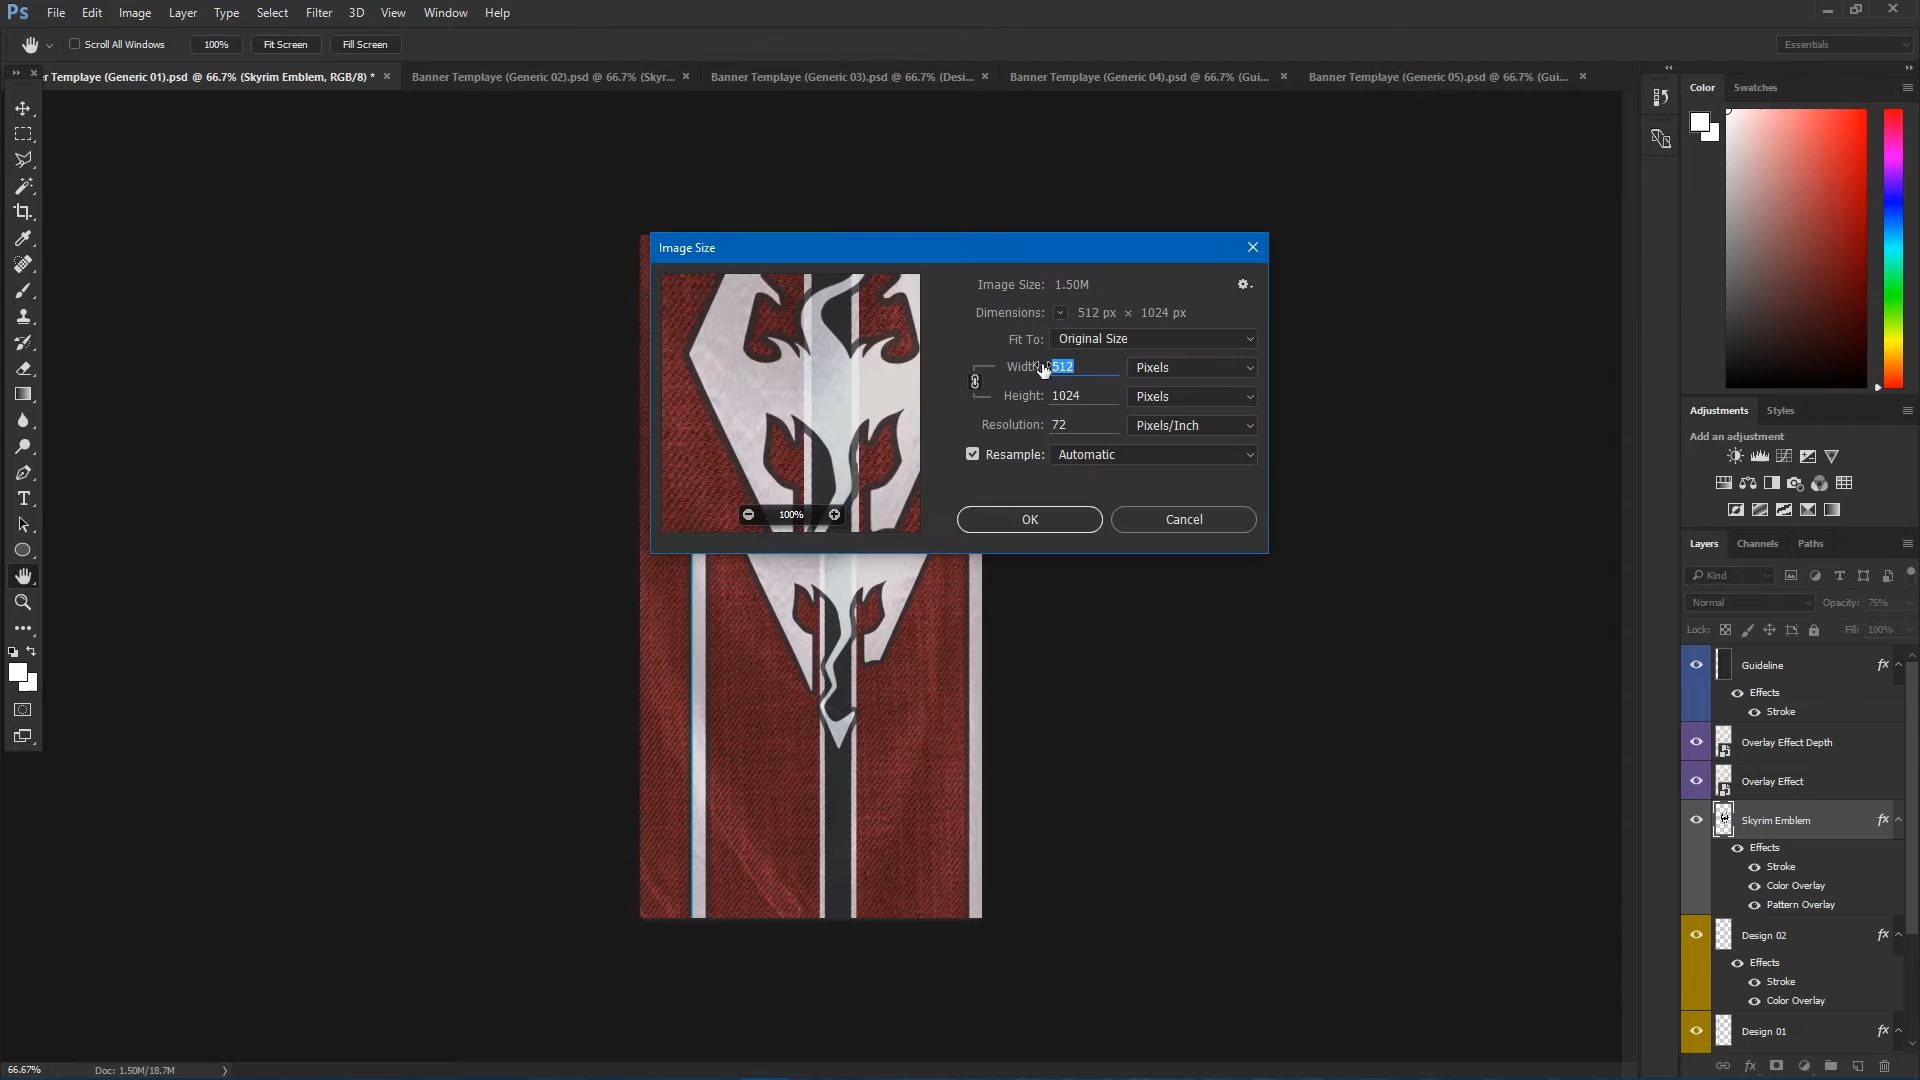 Ps File Edit Image Layer Type Select Filter 3D View Window Help
Scroll All Windows 100% Fit Screen Fill Screen Essentials
er Templaye (Generic 01).psd @ 66.7% (Skyrim Emblem, RGB/8) * × Banner Templaye (Generic 02).psd @ 66.7% (Skyr... × Banner Templaye (Generic 03).psd @ 66.7% (Desi... × Banner Templaye (Generic 04).psd @ 66.7% (Gui... × Banner Templaye (Generic 05).psd @ 66.7% (Gui... ×
Color Swatches
Image Size
Image Size: 1.50M
Dimensions: 512 px × 1024 px
Fit To: Original Size
Width: 512 Pixels
Height: 1024 Pixels
Resolution: 72 Pixels/Inch
Resample: Automatic
100%
OK Cancel
Adjustments Styles
Add an adjustment
Layers Channels Paths
Kind
Normal Opacity: 75%
Lock: Fill: 100%
Guideline fx
Effects
Stroke
Overlay Effect Depth
Overlay Effect
Skyrim Emblem fx
Effects
Stroke
Color Overlay
Pattern Overlay
Design 02 fx
Effects
Stroke
Color Overlay
Design 01 fx
66.67% Doc: 1.50M/18.7M